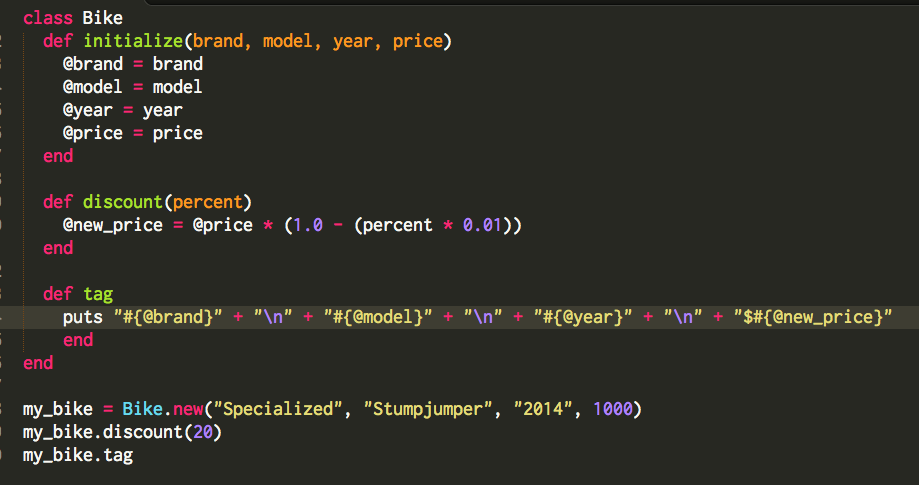 class Bike
  def initialize(brand, model, year, price)
    @brand = brand
    @model = model
    @year = year
    @price = price
  end

  def discount(percent)
    @new_price = @price * (1.0 - (percent * 0.01))
  end

  def tag
    puts "#{@brand}" + "\n" + "#{@model}" + "\n" + "#{@year}" + "\n" + "$#{@new_price}"
    end
end

my_bike = Bike.new("Specialized", "Stumpjumper", "2014", 1000)
my_bike.discount(20)
my_bike.tag